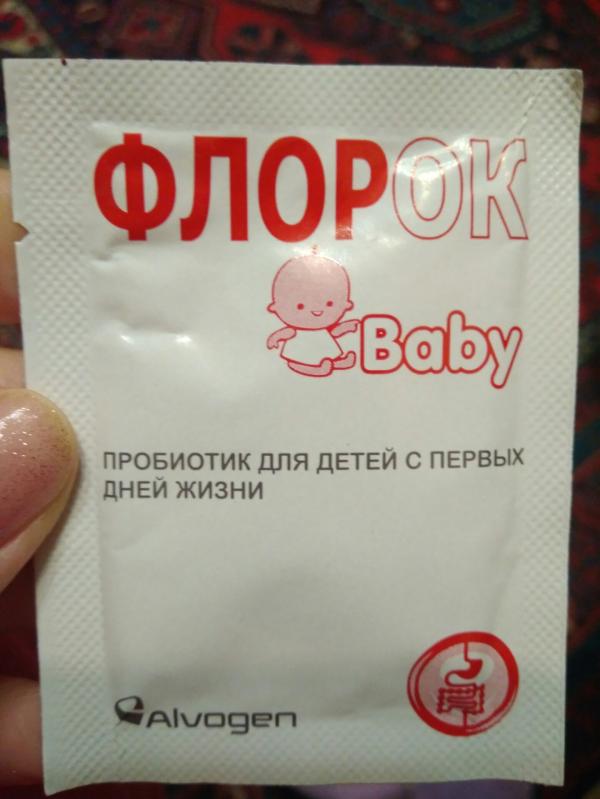 ФЛОРОК
Baby
ПРОБИОТИК ДЛЯ ДЕТЕЙ С ПЕРВЫХ
ДНЕЙ ЖИЗНИ
Alvogen